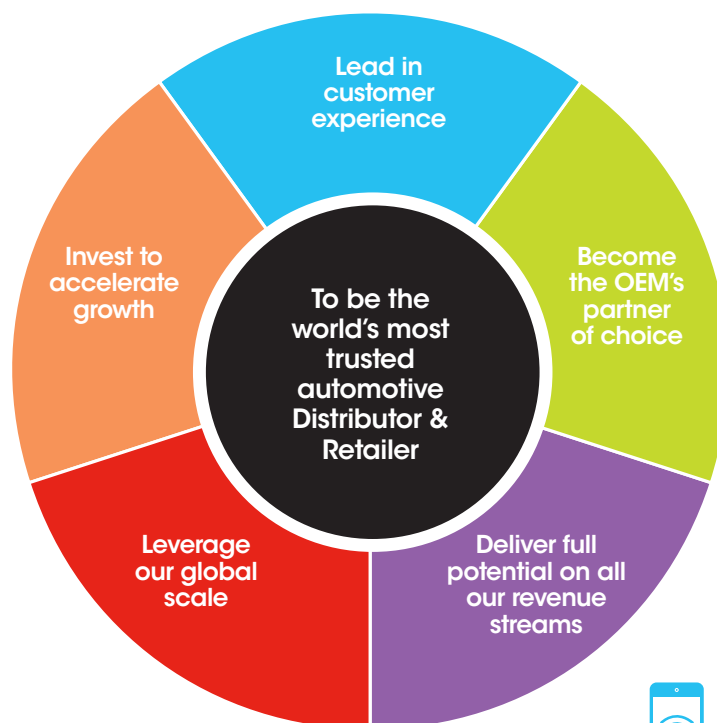 Lead in
customer
experience
Become
the OEM’s
partner
of choice
Deliver full
potential on all
our revenue
streams
Leverage
our global
scale
Invest to
accelerate
growth
To be the
world’s most
trusted
automotive
Distributor &
Retailer